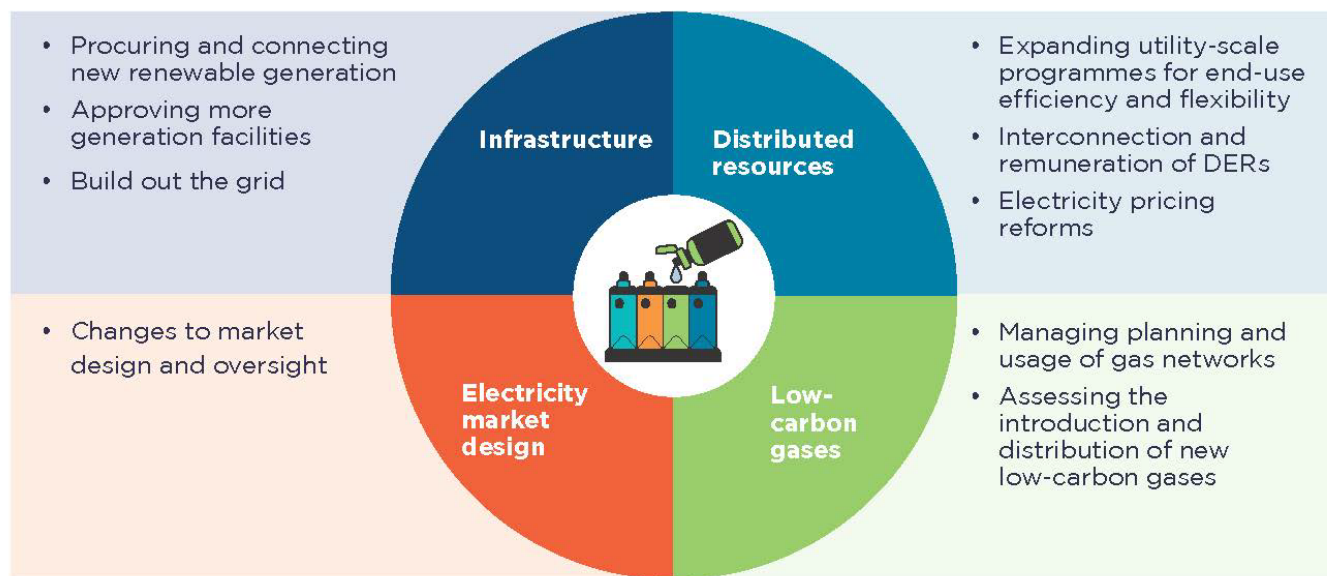 • Procuring and connecting
new renewable generation
• Approving more
generation facilities
• Build out the grid
Infrastructure
Distributed
resources
• Expanding utility-scale
programmes for end-use
efficiency and flexibility
• Interconnection and
remuneration of DERs
• Electricity pricing
reforms
• Changes to market
design and oversight
Electricity
market
design
Low-
carbon
gases
• Managing planning and
usage of gas networks
• Assessing the
introduction and
distribution of new
low-carbon gases